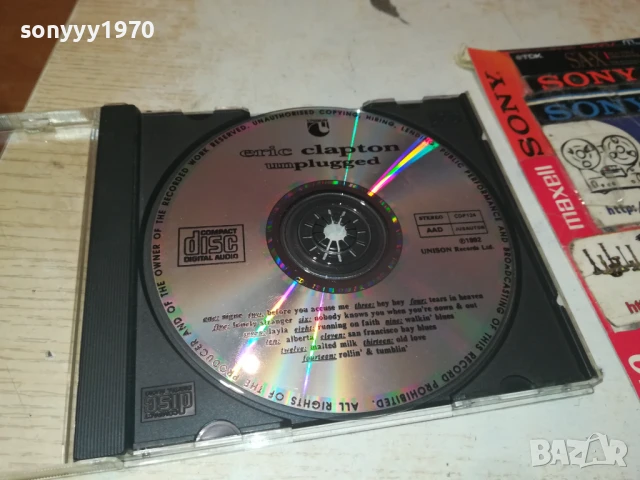 sonyyy1970
UNAUTHORISED COPYING, HIRING, LENDING, PUBLIC PERFORMANCE AND BROADCASTING OF THIS RECORD PROHIBITED. ALL RIGHTS OF THE PRODUCER AND OF THE OWNER OF THE RECORDED WORK RESERVED.
eric clapton
unplugged
COMPACT
disc
DIGITAL AUDIO
STEREO
AAD
©1992
UNISON Records Ltd.
one: signe two: before you accuse me three: hey hey four: tears in heaven
five: lonely stranger six: nobody knows you when you're down & out
seven: layla eight: running on faith nine: walkin' blues
ten: alberta eleven: san francisco bay blues
twelve: malted milk thirteen: old love
fourteen: rollin' & tumblin'
disc
TDK
SONY
SONY
SONY
maxell
http:
bazar